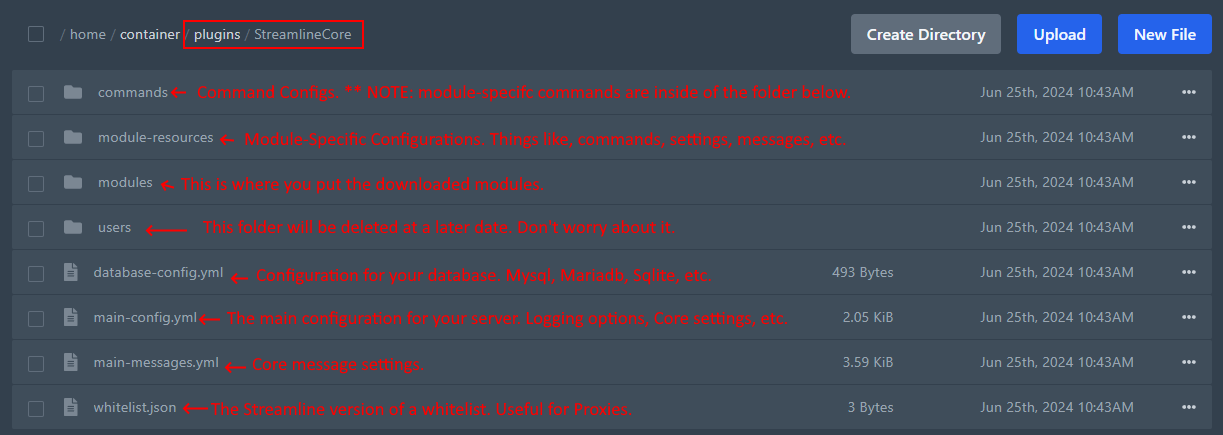 / home / container / plugins / StreamlineCore Create Directory Upload New File
commands Command Configs. ** NOTE: module-specifc commands are inside of the folder below. Jun 25th, 2024 10:43AM
module-resources Module-Specific Configurations. Things like, commands, settings, messages, etc. Jun 25th, 2024 10:43AM
modules This is where you put the downloaded modules. Jun 25th, 2024 10:43AM
users This folder will be deleted at a later date. Don't worry about it. Jun 25th, 2024 10:43AM
database-config.yml Configuration for your database. Mysql, Mariadb, Sqlite, etc. 493 Bytes Jun 25th, 2024 10:43AM
main-config.yml The main configuration for your server. Logging options, Core settings, etc. 2.05 KiB Jun 25th, 2024 10:43AM
main-messages.yml Core message settings. 3.59 KiB Jun 25th, 2024 10:43AM
whitelist.json The Streamline version of a whitelist. Useful for Proxies. 3 Bytes Jun 25th, 2024 10:43AM